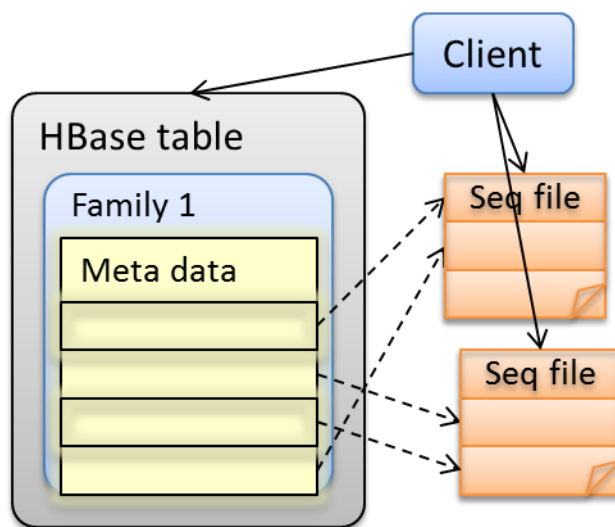 Client
HBase table
Family 1
Meta data
Seq file
Seq file